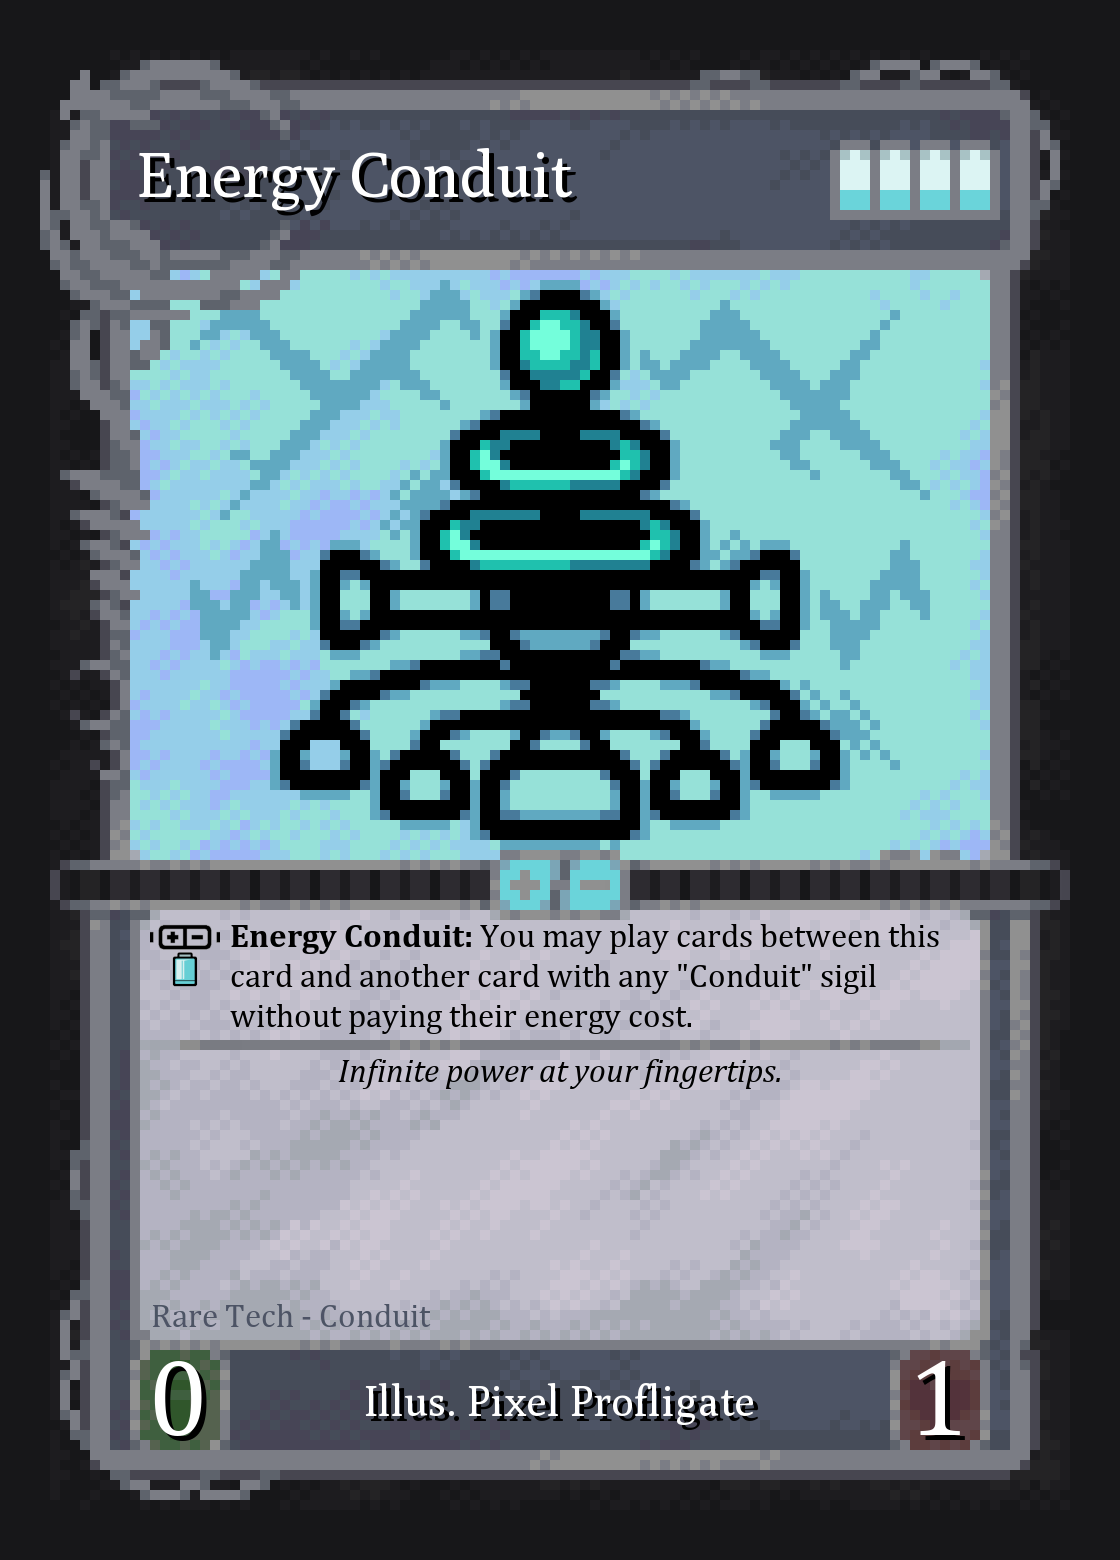 Energy Conduit
Energy Conduit: You may play cards between this
card and another card with any "Conduit" sigil
without paying their energy cost.
Infinite power at your fingertips.
Rare Tech - Conduit
0
Illus. Pixel Profligate
1